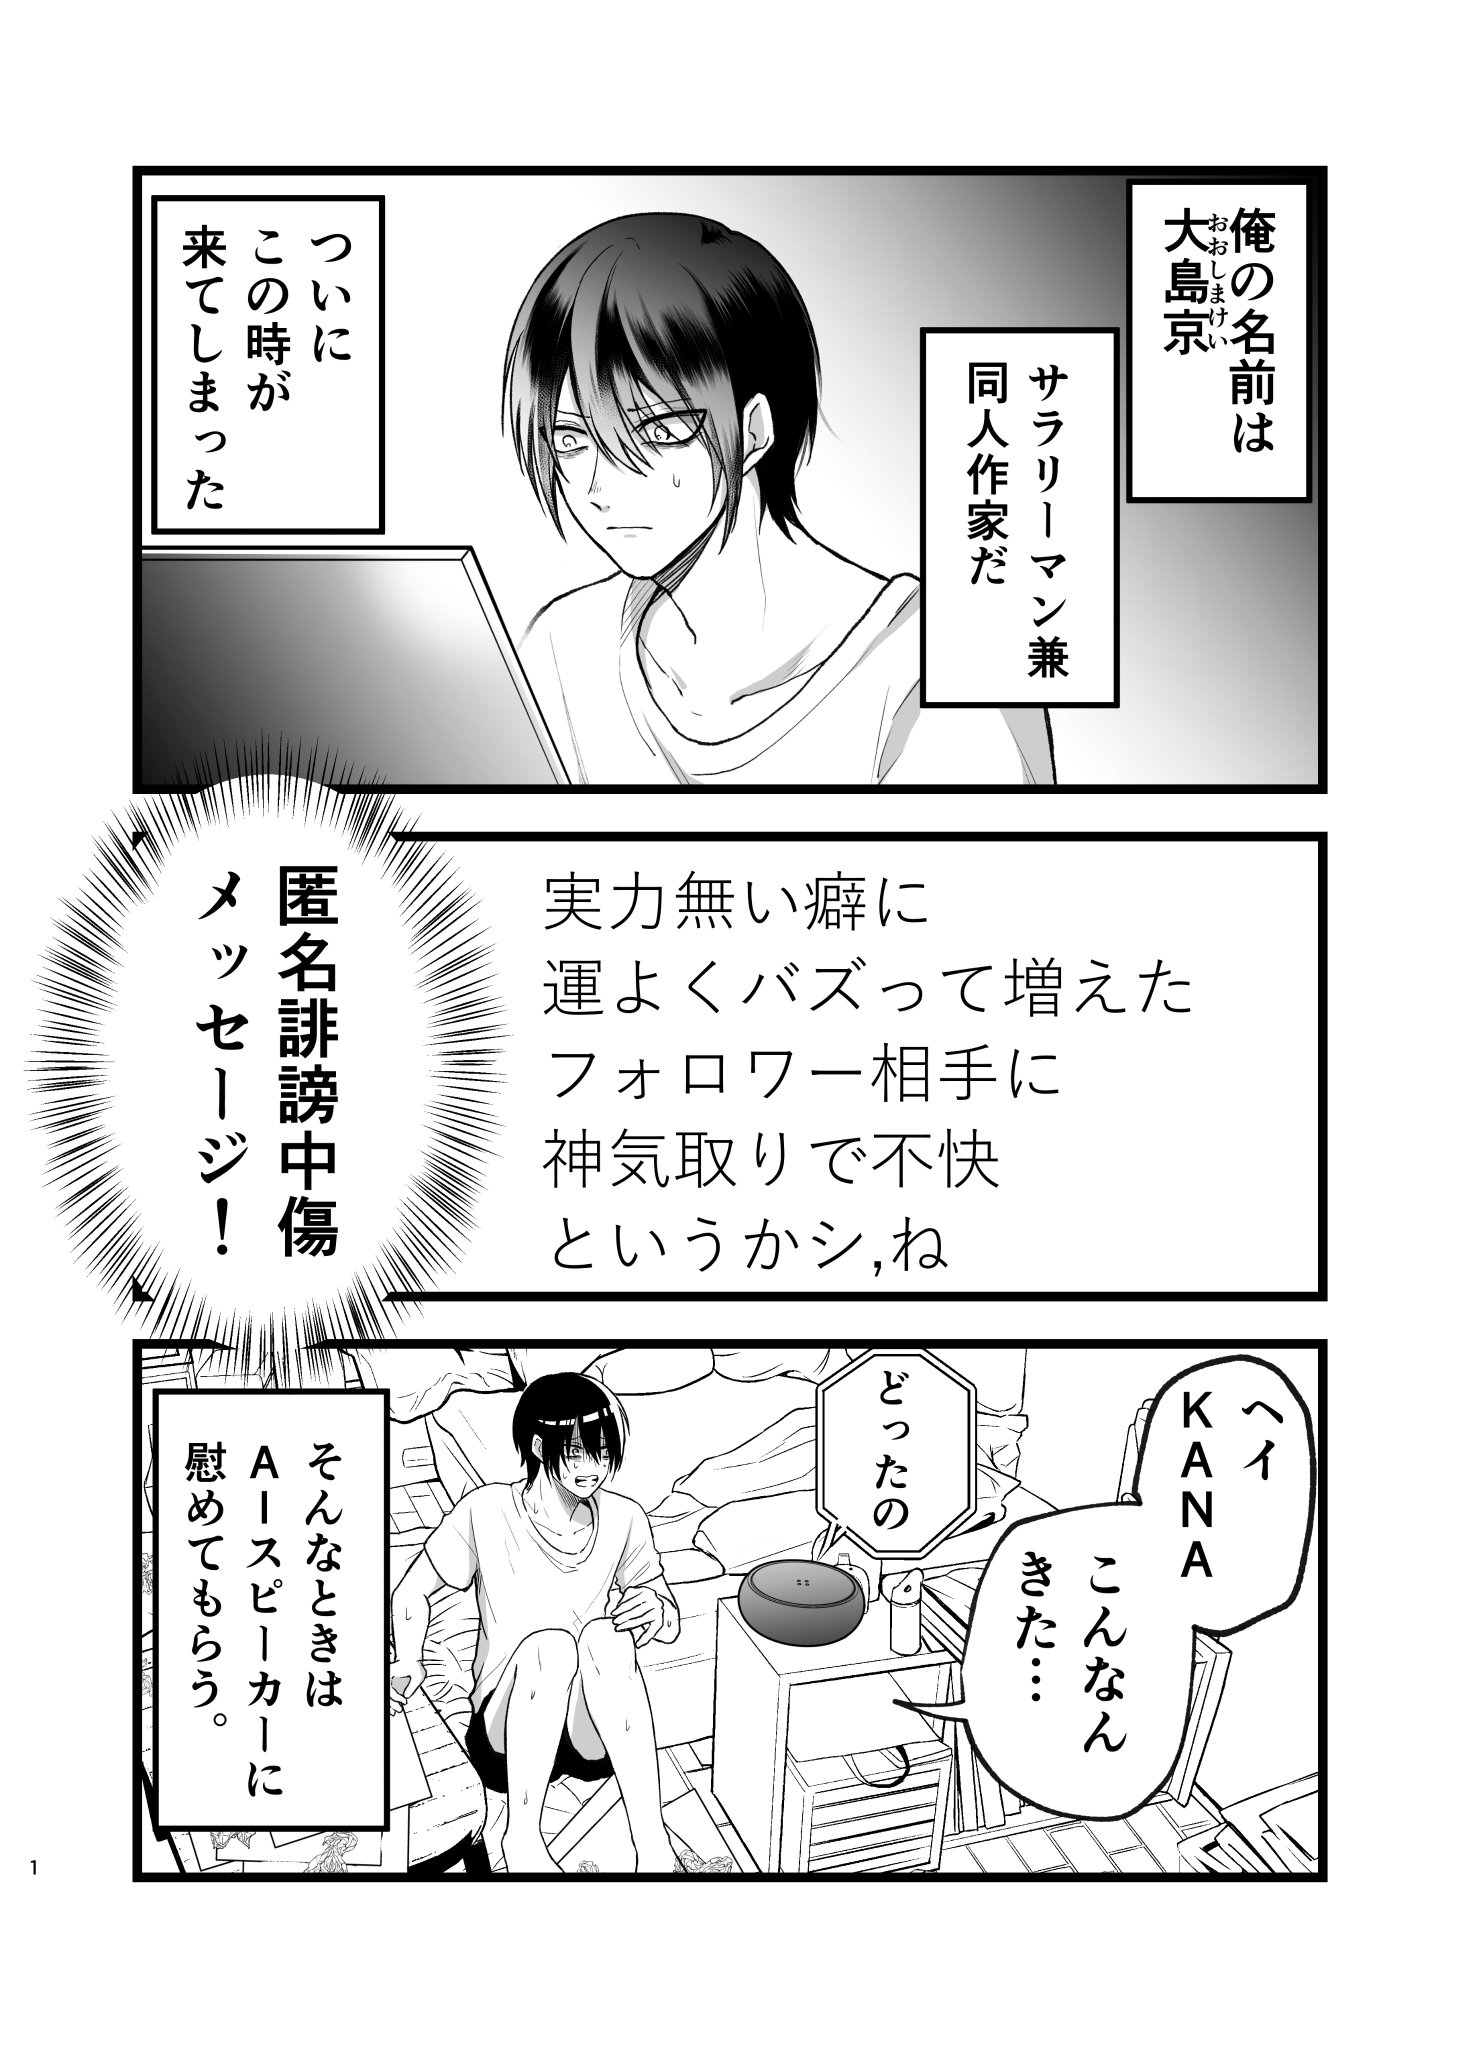 俺の名前は
大島京
おおしまけい
サラリーマン兼
同人作家だ
ついに
この時が
来てしまった
実力無い癖に
運よくバズって増えた
フォロワー相手に
神気取りで不快
というかシ,ね
匿名誹謗中傷
メッセージ!
ヘイ
KANA
こんなん
きた…
どったの
そんなときは
AIスピーカーに
慰めてもらう。
1